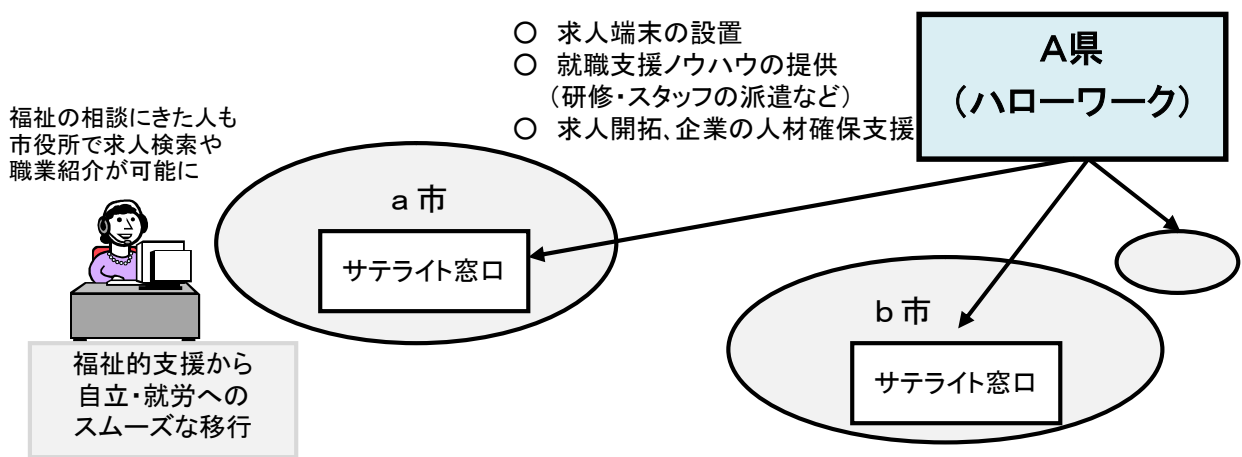 ○ 求人端末の設置
○ 就職支援ノウハウの提供
（研修・スタッフの派遣など）
○ 求人開拓、企業の人材確保支援
Ａ県
（ハローワーク）
福祉の相談にきた人も
市役所で求人検索や
職業紹介が可能に
ａ市
サテライト窓口
ｂ市
サテライト窓口
福祉的支援から
自立・就労への
スムーズな移行